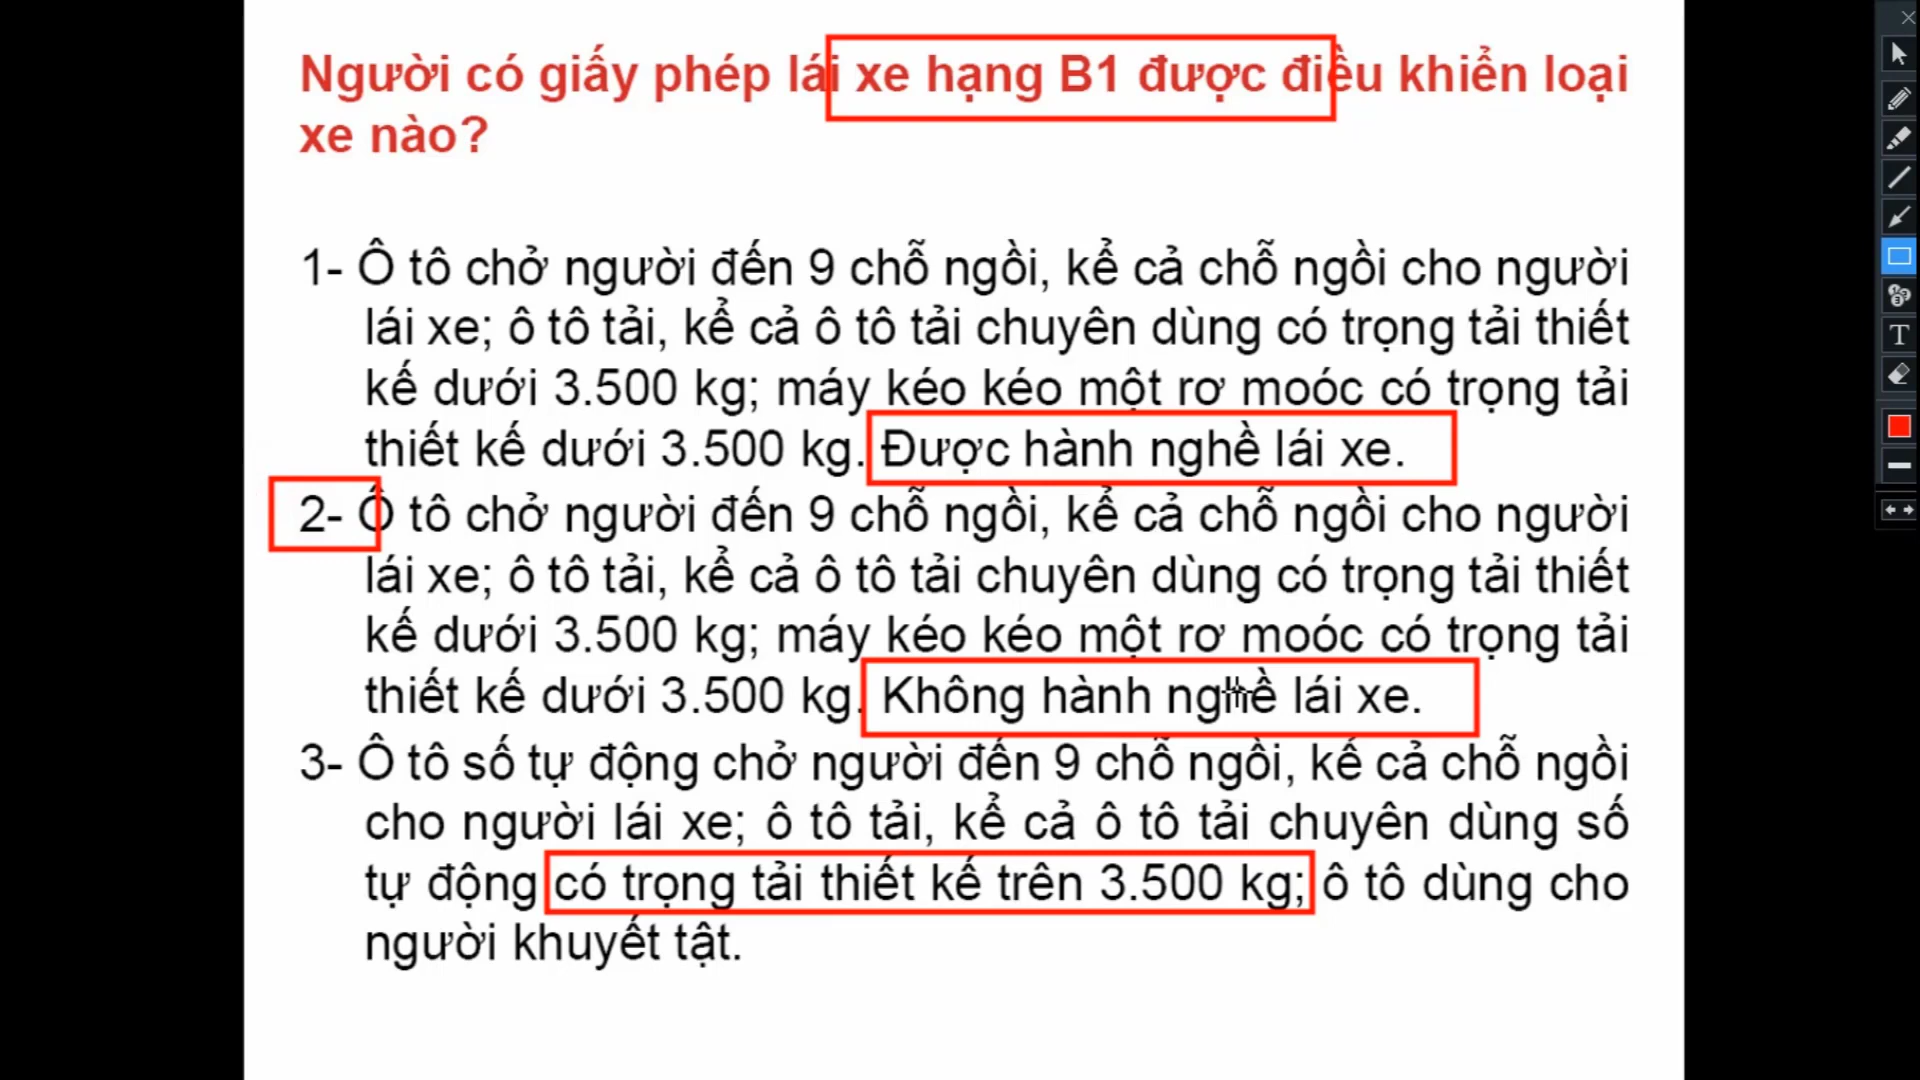 Người có giấy phép lái xe hạng B1 được điều khiển loại
xe nào?
1- Ô tô chở người đến 9 chỗ ngồi, kể cả chỗ ngồi cho người
lái xe; ô tô tải, kể cả ô tô tải chuyên dùng có trọng tải thiết
kế dưới 3.500 kg; máy kéo kéo một rơ moóc có trọng tải
thiết kế dưới 3.500 kg. Được hành nghề lái xe.
2- Ô tô chở người đến 9 chỗ ngồi, kể cả chỗ ngồi cho người
lái xe; ô tô tải, kể cả ô tô tải chuyên dùng có trọng tải thiết
kế dưới 3.500 kg; máy kéo kéo một rơ moóc có trọng tải
thiết kế dưới 3.500 kg. Không hành nghề lái xe.
3- Ô tô số tự động chở người đến 9 chỗ ngồi, kể cả chỗ ngồi
cho người lái xe; ô tô tải, kể cả ô tô tải chuyên dùng số
tự động có trọng tải thiết kế trên 3.500 kg; ô tô dùng cho
người khuyết tật.
T